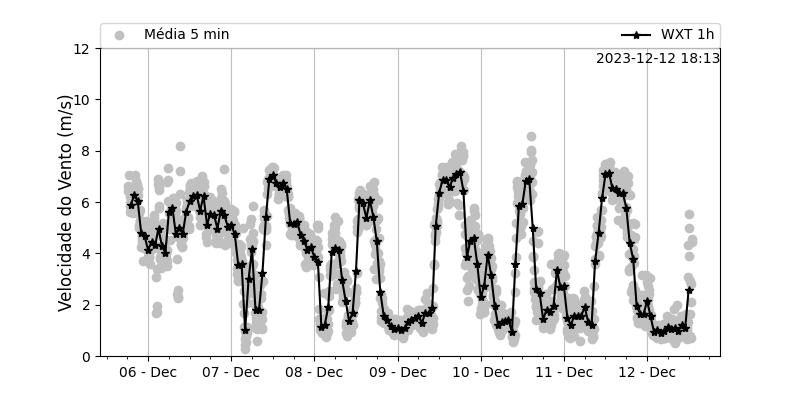 Média 5 min
WXT 1h
2023-12-12 18:13
Velocidade do Vento (m/s)
12
10
8
6
4
2
0
06 - Dec
07 - Dec
08 - Dec
09 - Dec
10 - Dec
11 - Dec
12 - Dec